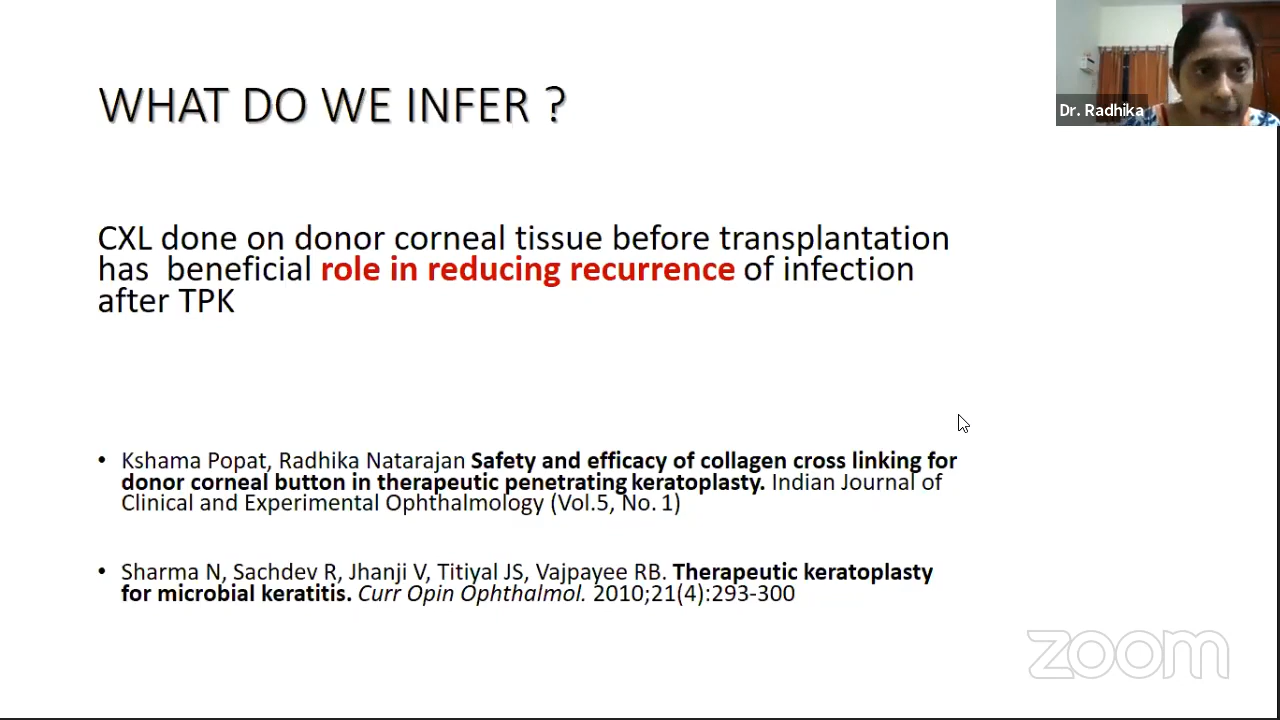 WHAT DO WE INFER ?
Dr. Radhika
CXL done on donor corneal tissue before transplantation
has beneficial role in reducing recurrence of infection
after TPK
• Kshama Popat, Radhika Natarajan Safety and efficacy of collagen cross linking for
donor corneal button in therapeutic penetrating keratoplasty. Indian Journal of
Clinical and Experimental Ophthalmology (Vol.5, No. 1)
• Sharma N, Sachdev R, Jhanji V, Titiyal JS, Vajpayee RB. Therapeutic keratoplasty
for microbial keratitis. Curr Opin Ophthalmol. 2010;21(4):293-300
zoom